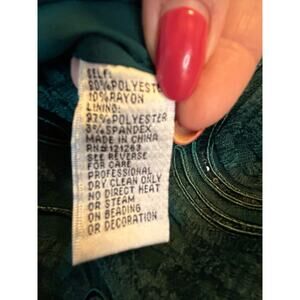 SELF:
90%POLYESTER
10%RAYON
LINING:
97%POLYESTER
3%SPANDEX
MADE IN CHINA
RN#121263
SEE REVERSE
FOR CARE
PROFESSIONAL
DRY CLEAN ONLY
NO DIRECT HEAT
OR STEAM
ON BEADING
OR DECORATION